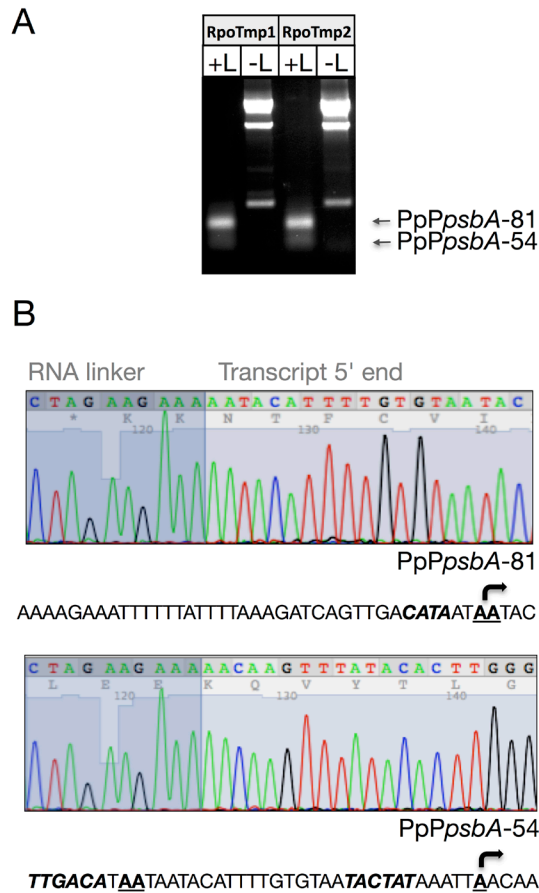 A
RpoTmp1 RpoTmp2
+L -L +L -L
PpPpsbA-81
PpPpsbA-54
B
RNA linker Transcript 5' end
C T A G A A G A A A A A T A C A T T T T G T G T A A T A C
* K K N T F C V I
120 130 140
PpPpsbA-81
AAAAGAAATTTTTTATTTTAAAGATCAGTTGACATAATAATAC
C T A G A A G A A A A A C A A G T T T A T A C A C T T G G G
L E E K Q V Y T L G
120 130 140
PpPpsbA-54
TTGACATAATAATACATTTTGTGTAATACTATAAATTAACAA